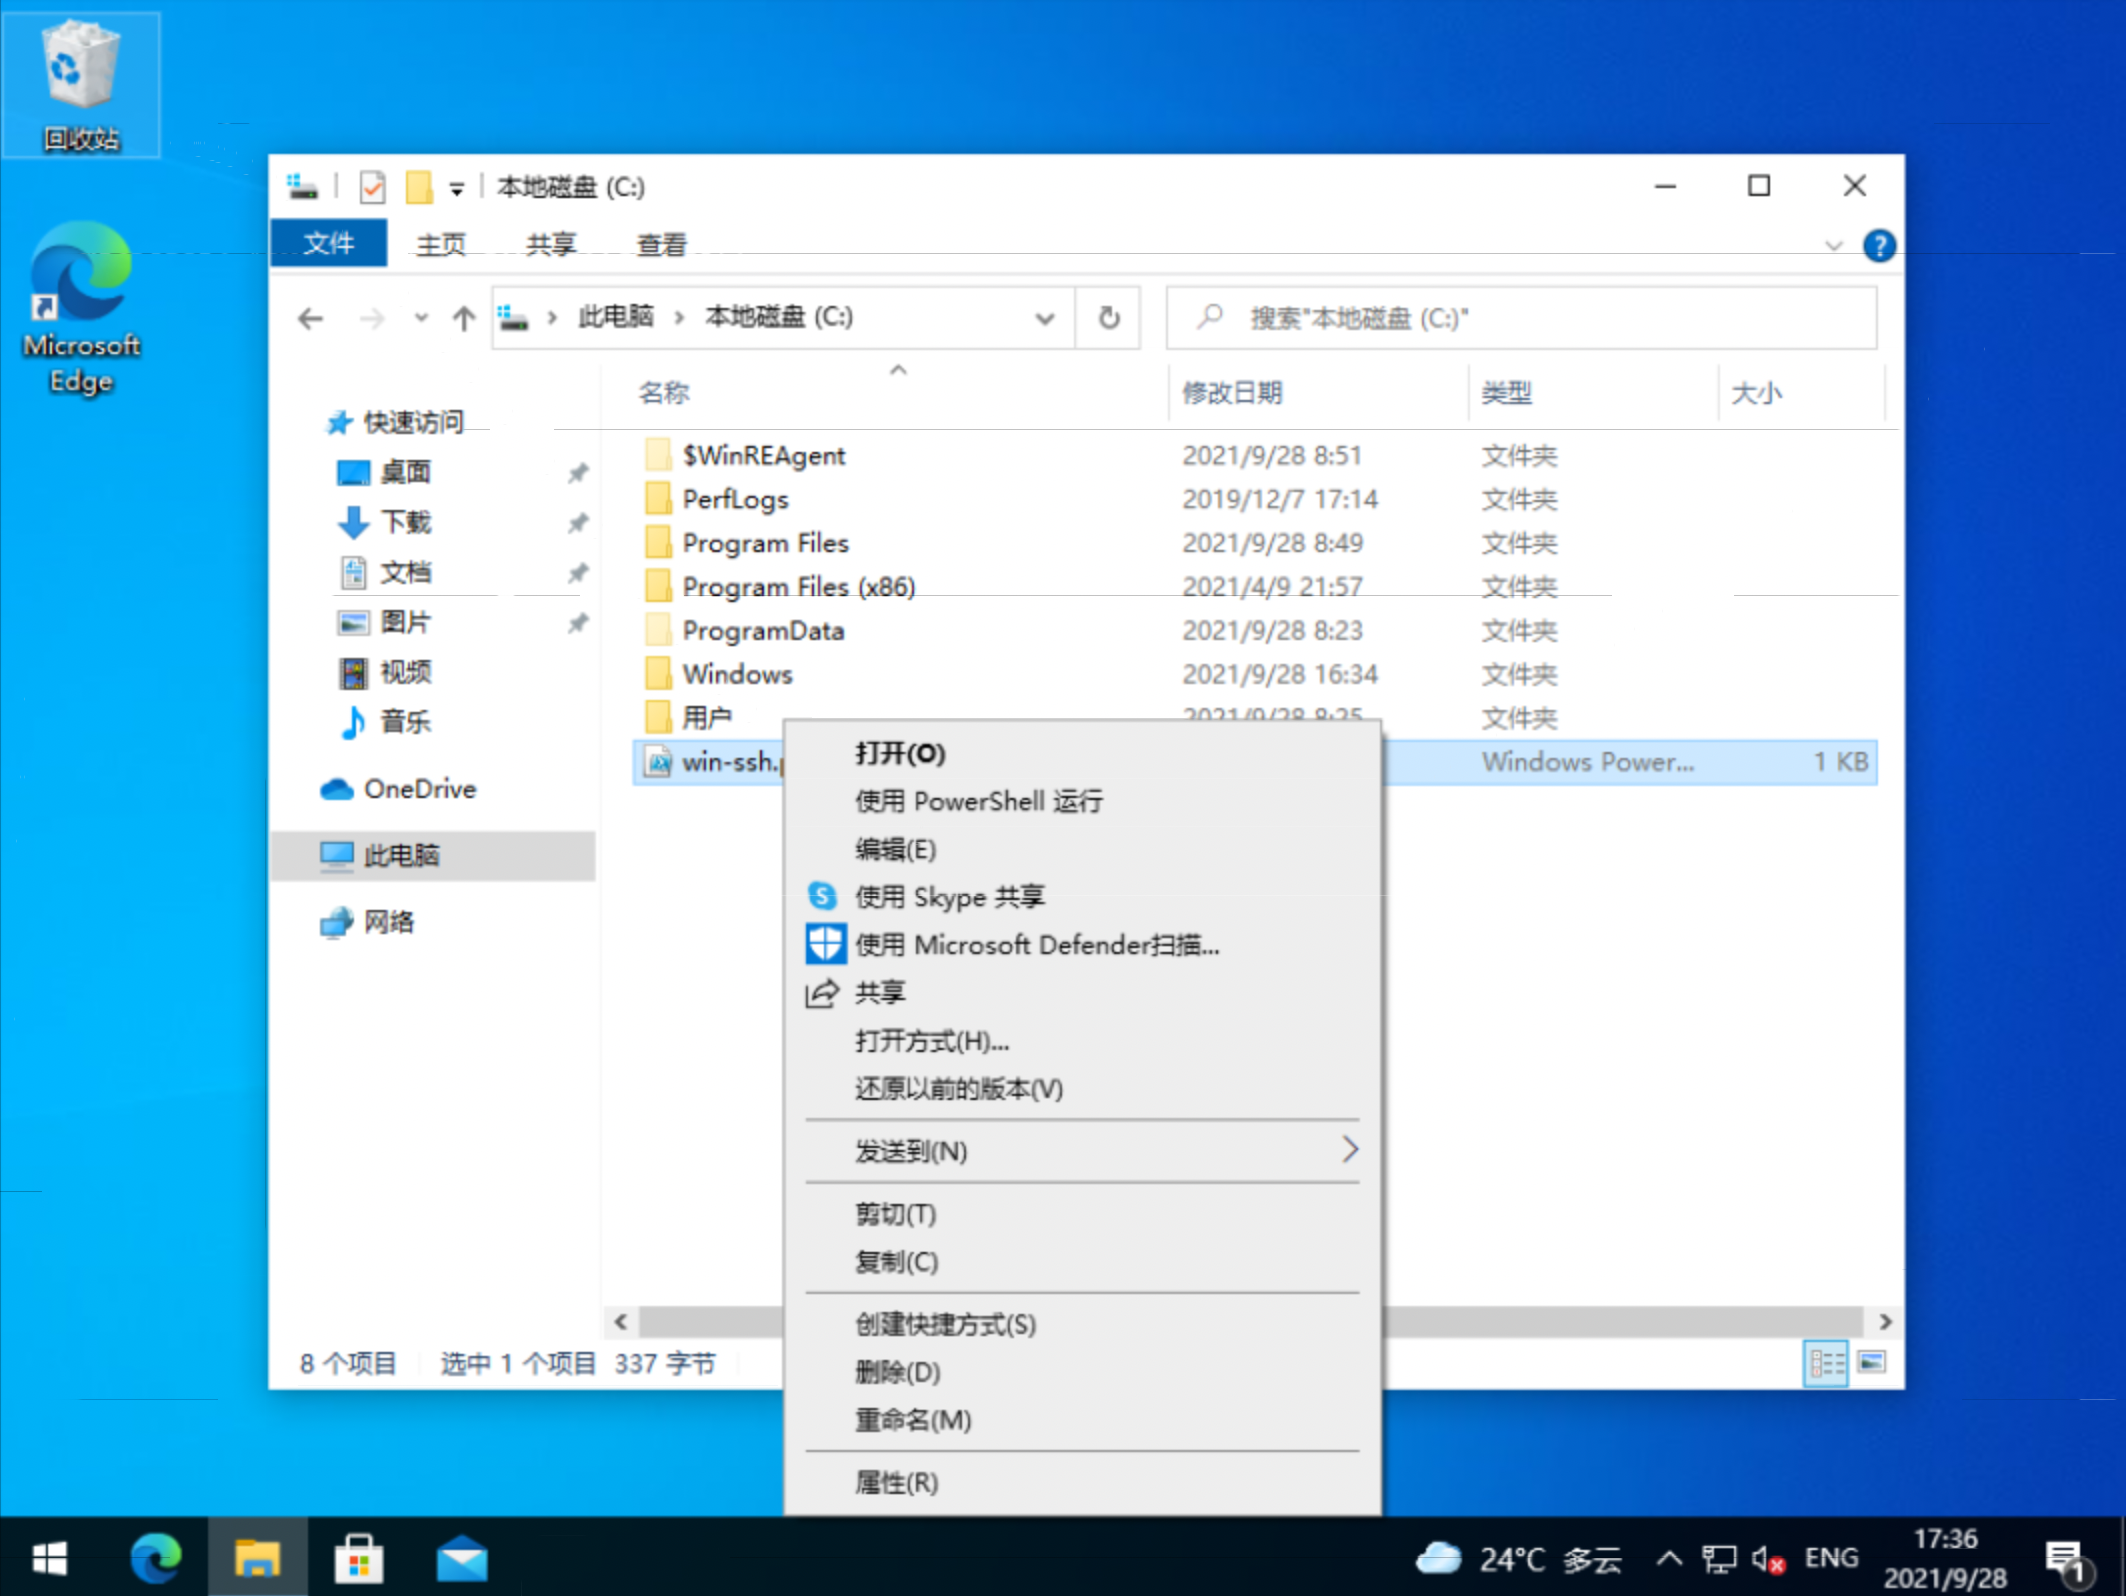 回收站
Microsoft
Edge
本地磁盘 (C:)
文件 主页 共享 查看
此电脑 本地磁盘 (C:)
搜索"本地磁盘 (C:)"
快速访问
桌面
下载
文档
图片
视频
音乐
OneDrive
此电脑
网络
名称 修改日期 类型 大小
$WinREAgent 2021/9/28 8:51 文件夹
PerfLogs 2019/12/7 17:14 文件夹
Program Files 2021/9/28 8:49 文件夹
Program Files (x86) 2021/4/9 21:57 文件夹
ProgramData 2021/9/28 8:23 文件夹
Windows 2021/9/28 16:34 文件夹
用户 2021/9/28 8:25 文件夹
win-ssh. Windows Power... 1 KB
打开(O)
使用 PowerShell 运行
编辑(E)
使用 Skype 共享
使用 Microsoft Defender扫描...
共享
打开方式(H)...
还原以前的版本(V)
发送到(N)
剪切(T)
复制(C)
创建快捷方式(S)
删除(D)
重命名(M)
属性(R)
8 个项目 选中 1 个项目 337 字节
24°C 多云 ENG
17:36
2021/9/28
1